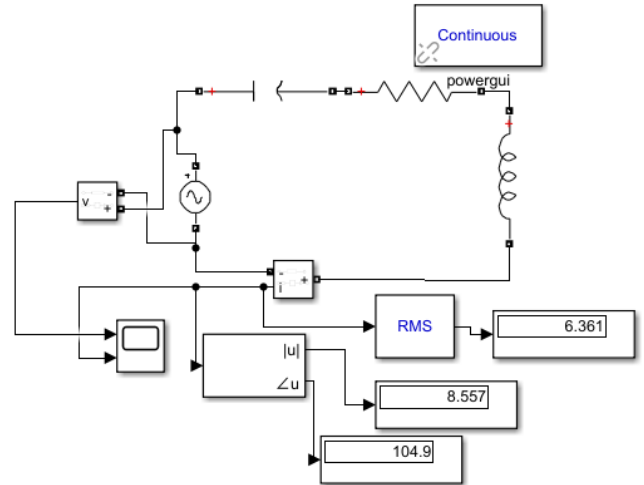 Continuous
powergui
v
-
+
-
+
i
RMS
6.361
|u|
∠u
8.557
104.9